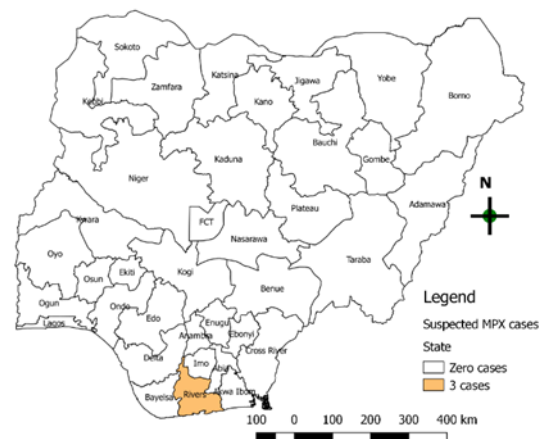 Sokoto
Katsina
Jigawa
Yobe
Borno
Zamfara
Kebbi
Kano
Bauchi
Gombe
Kaduna
Niger
Adamawa
Plateau
N
FCT
Kwara
Nasarawa
Oyo
Taraba
Kogi
Ekiti
Osun
Benue
Ogun
Ondo
Edo
Lagos
Enugu
Anambra
Ebonyi
Cross River
Delta
Imo
Abia
Rivers
Akwa Ibom
Bayelsa
Legend
Suspected MPX cases
State
Zero cases
3 cases
100 0 100 200 300 400 km